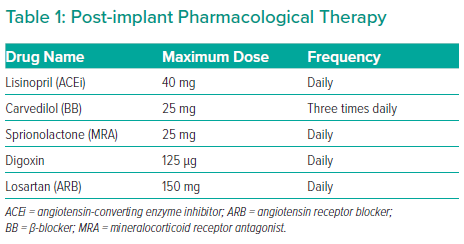 Table 1: Post-implant Pharmacological Therapy
Drug Name Maximum Dose Frequency
Lisinopril (ACEi) 40 mg Daily
Carvedilol (BB) 25 mg Three times daily
Sprionolactone (MRA) 25 mg Daily
Digoxin 125 µg Daily
Losartan (ARB) 150 mg Daily
ACEi = angiotensin-converting enzyme inhibitor; ARB = angiotensin receptor blocker;
BB = β-blocker; MRA = mineralocorticoid receptor antagonist.